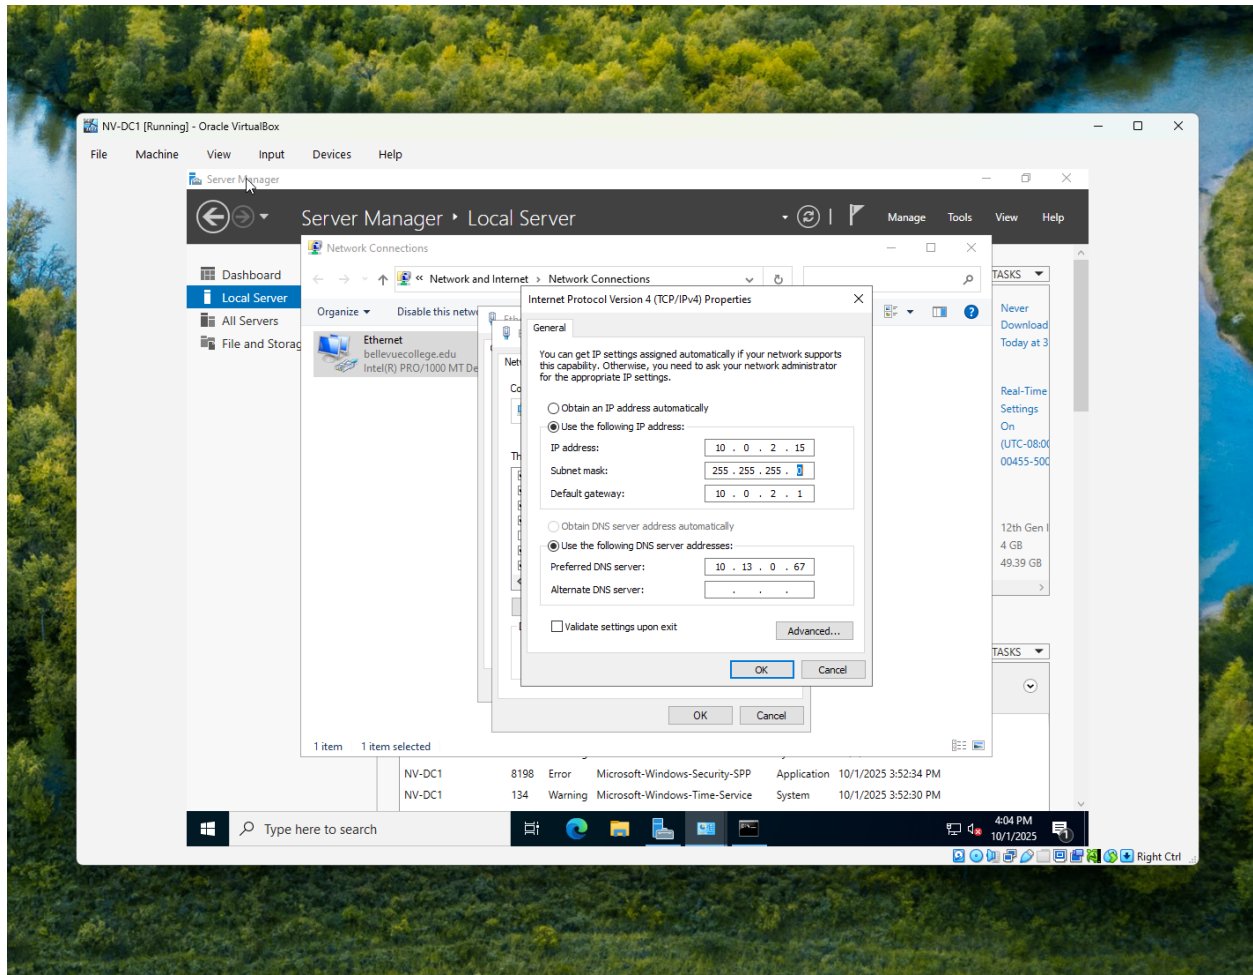 NV-DC1 [Running] - Oracle VirtualBox
File Machine View Input Devices Help
Server Manager
Server Manager • Local Server
Manage Tools View Help
Dashboard
Local Server
All Servers
File and Storag
Network Connections
« Network and Internet › Network Connections
Organize
Disable this netwo
Ethernet
bellevuecollege.edu
Intel(R) PRO/1000 MT De
Internet Protocol Version 4 (TCP/IPv4) Properties
General
You can get IP settings assigned automatically if your network supports
this capability. Otherwise, you need to ask your network administrator
for the appropriate IP settings.
Obtain an IP address automatically
Use the following IP address:
IP address: 10 . 0 . 2 . 15
Subnet mask: 255 . 255 . 255 . 0
Default gateway: 10 . 0 . 2 . 1
Obtain DNS server address automatically
Use the following DNS server addresses:
Preferred DNS server: 10 . 13 . 0 . 67
Alternate DNS server: . . .
Validate settings upon exit
Advanced...
OK Cancel
OK Cancel
1 item 1 item selected
TASKS
Never
Download
Today at 3
Real-Time
Settings
On
(UTC-08:00
00455-500
12th Gen I
4 GB
49.39 GB
TASKS
NV-DC1 8198 Error Microsoft-Windows-Security-SPP Application 10/1/2025 3:52:34 PM
NV-DC1 134 Warning Microsoft-Windows-Time-Service System 10/1/2025 3:52:30 PM
Type here to search
4:04 PM
10/1/2025
1
Right Ctrl